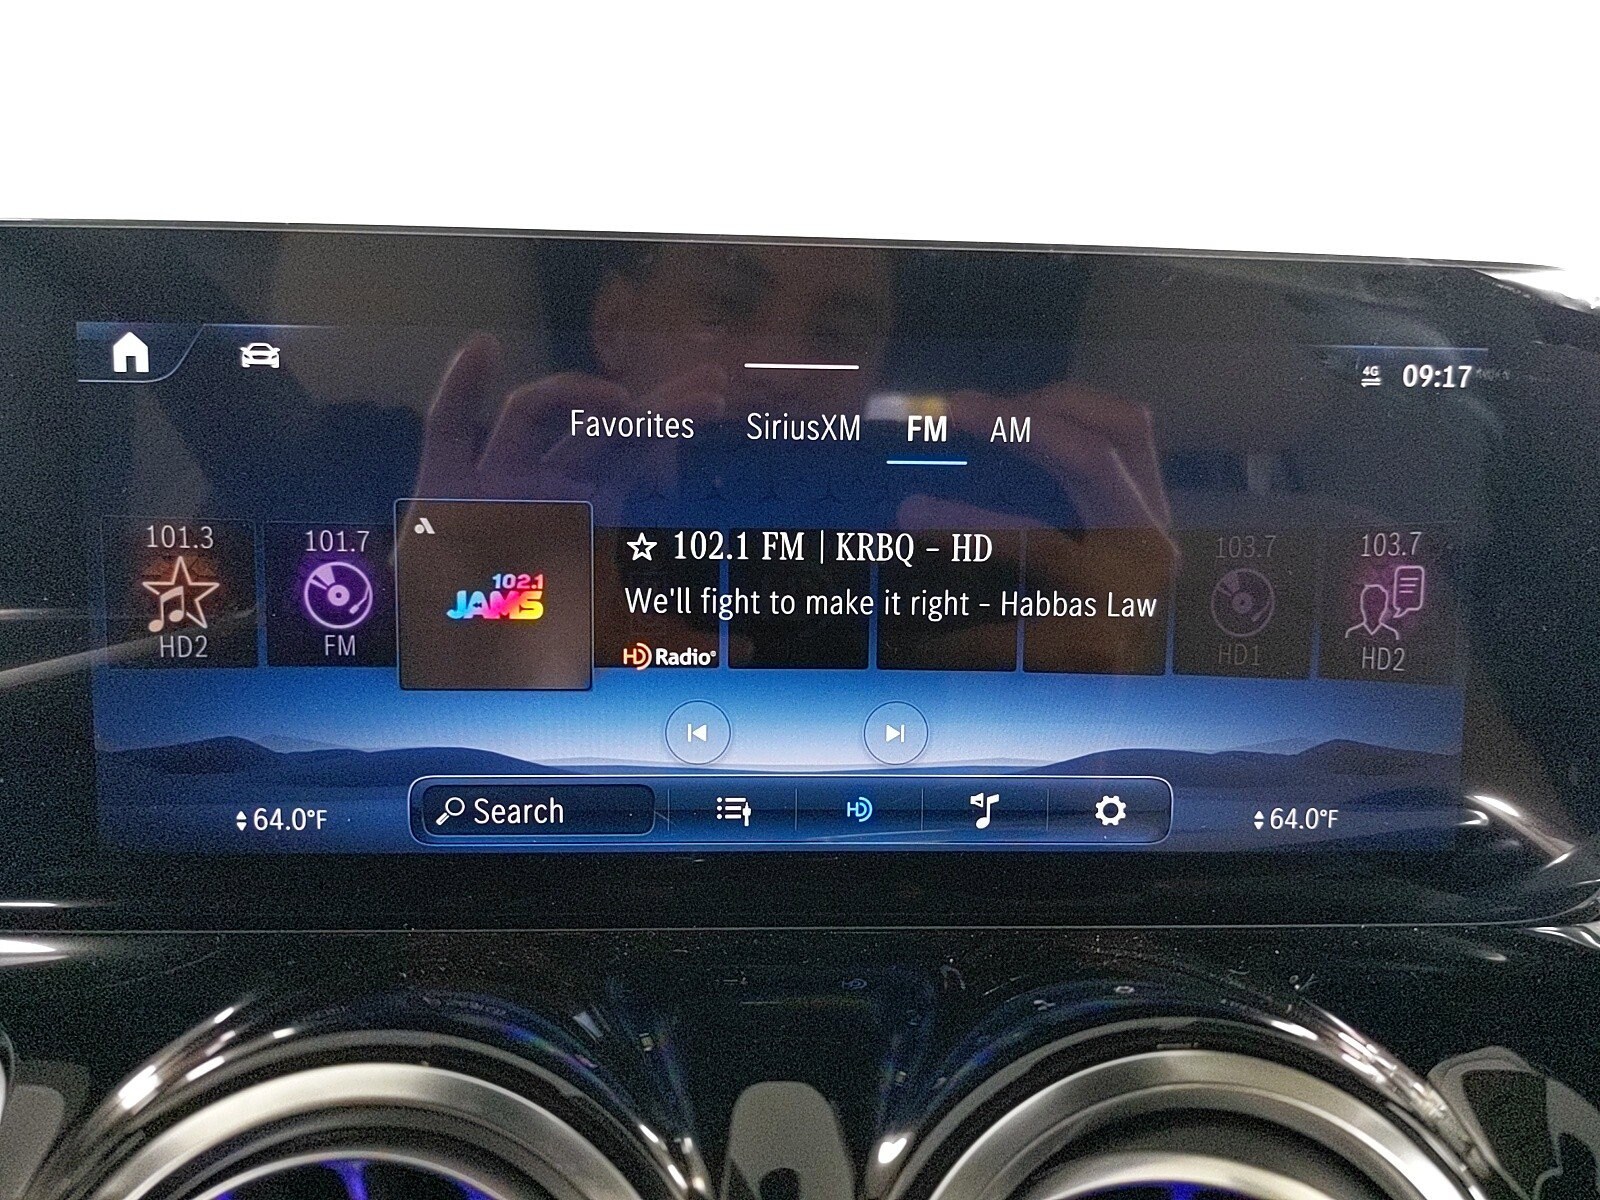 4G 09:17
Favorites SiriusXM FM AM
101.3
HD2
101.7
FM
102.1
JAMS
102.1 FM | KRBQ - HD
We'll fight to make it right - Habbas Law
HD Radio
103.7
HD1
103.7
HD2
64.0°F
Search
HD
64.0°F